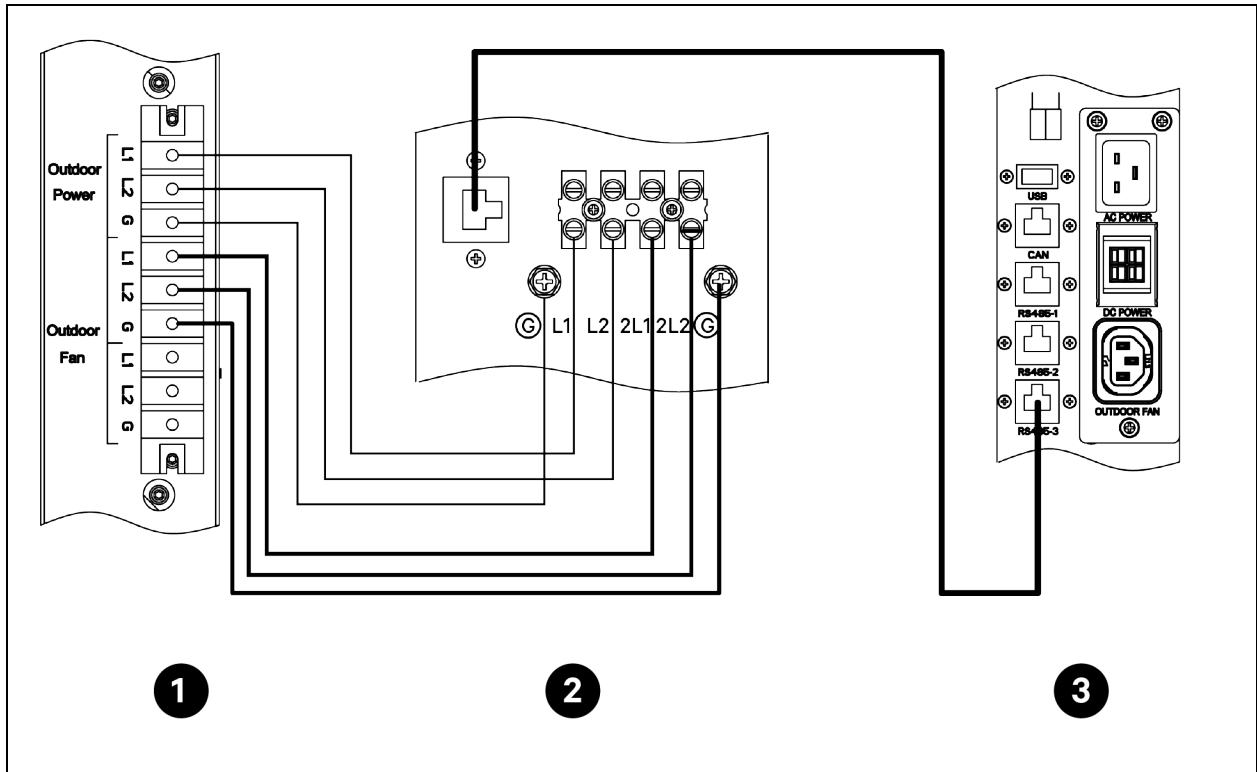 Outdoor
Power
L1
L2
G
L1
L2
G
Outdoor
Fan
L1
L2
G
G L1 L2 2L1 2L2 G
USB
CAN
RS485-1
RS485-2
RS485-3
AC POWER
DC POWER
OUTDOOR FAN
1
2
3